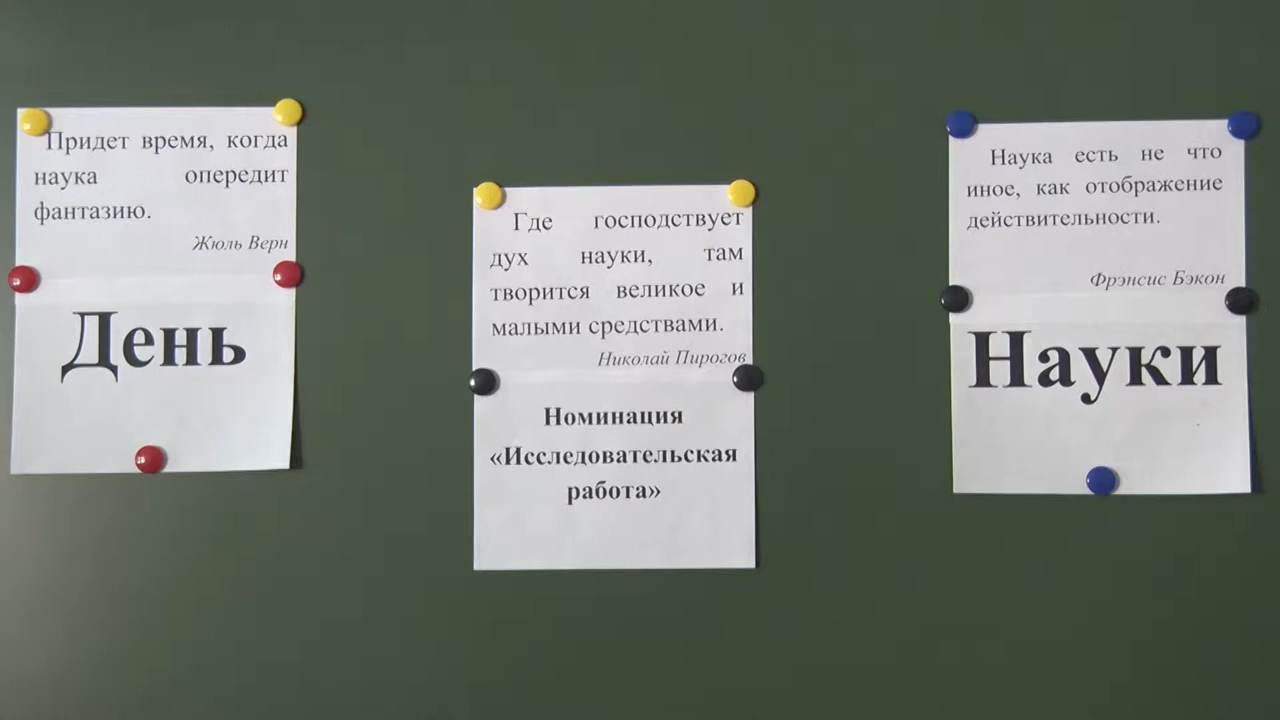 Придет время, когда
наука опередит
фантазию.
Жюль Верн
День
Где господствует
дух науки, там
творится великое и
малыми средствами.
Николай Пирогов
Номинация
«Исследовательская
работа»
Наука есть не что
иное, как отображение
действительности.
Фрэнсис Бэкон
Науки